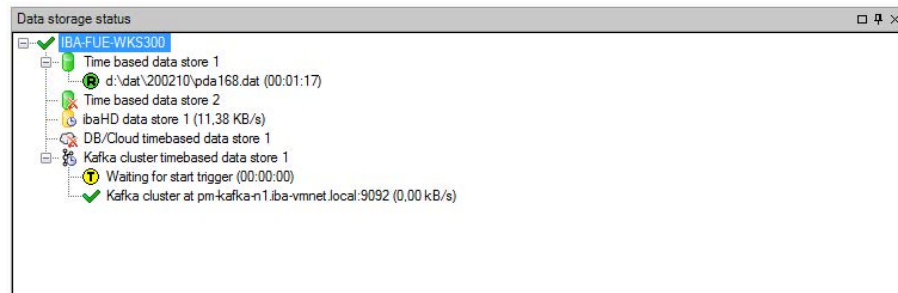 Data storage status
IBA-FUE-WKS300
Time based data store 1
R d:\dat\200210\pda168.dat (00:01:17)
Time based data store 2
ibaHD data store 1 (11,38 KB/s)
DB/Cloud timebased data store 1
Kafka cluster timebased data store 1
T Waiting for start trigger (00:00:00)
Kafka cluster at pm-kafka-n1.iba-vmnet.local:9092 (0,00 kB/s)